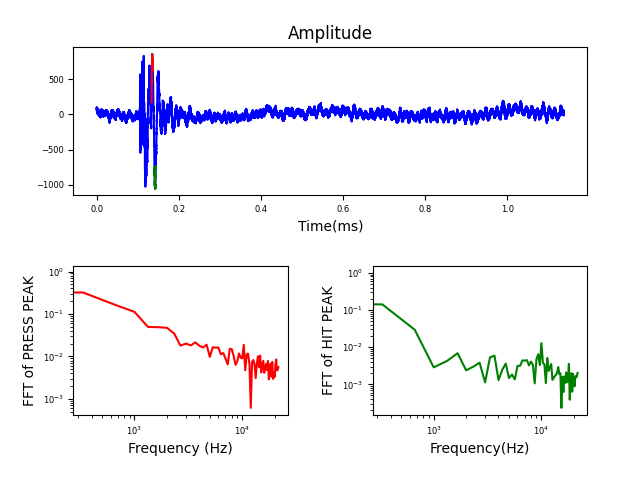 Amplitude
500
0
−500
−1000
0.0 0.2 0.4 0.6 0.8 1.0
Time(ms)
FFT of PRESS PEAK
10⁰
10⁻¹
10⁻²
10⁻³
10³ 10⁴
Frequency (Hz)
FFT of HIT PEAK
10⁰
10⁻¹
10⁻²
10⁻³
10³ 10⁴
Frequency(Hz)